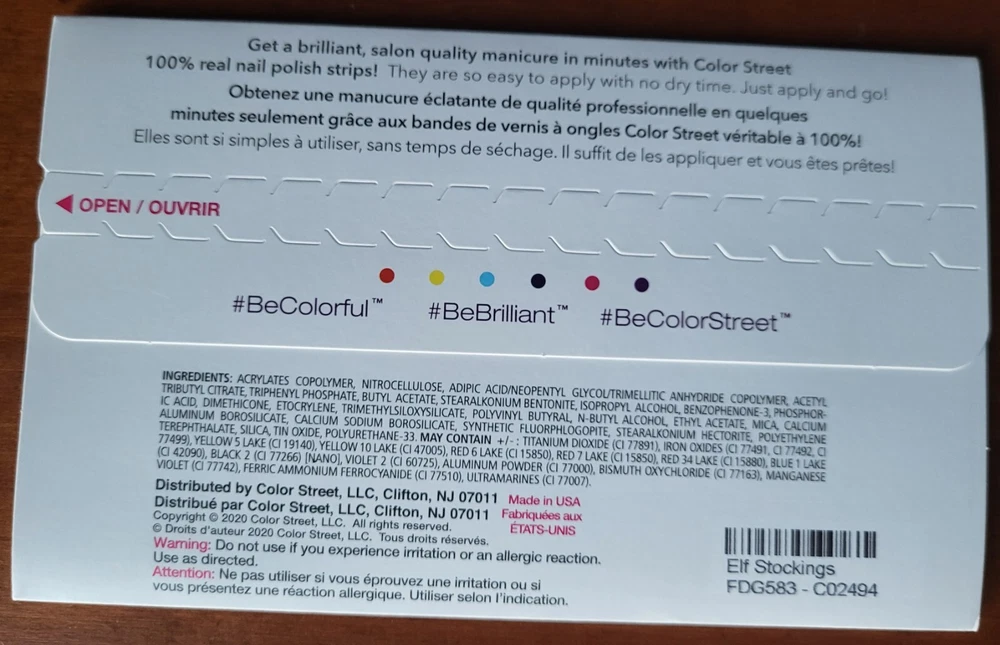 Get a brilliant, salon quality manicure in minutes with Color Street
100% real nail polish strips! They are so easy to apply with no dry time. Just apply and go!
Obtenez une manucure éclatante de qualité professionnelle en quelques
minutes seulement grâce aux bandes de vernis à ongles Color Street véritable à 100%!
Elles sont si simples à utiliser, sans temps de séchage. Il suffit de les appliquer et vous êtes prêtes!
OPEN / OUVRIR
#BeColorful™ #BeBrilliant™ #BeColorStreet™
INGREDIENTS: ACRYLATES COPOLYMER, NITROCELLULOSE, ADIPIC ACID/NEOPENTYL GLYCOL/TRIMELLITIC ANHYDRIDE COPOLYMER, ACETYL
TRIBUTYL CITRATE, TRIPHENYL PHOSPHATE, BUTYL ACETATE, STEARALKONIUM BENTONITE, ISOPROPYL ALCOHOL, BENZOPHENONE-3, PHOSPHOR-
IC ACID, DIMETHICONE, ETOCRYLENE, TRIMETHYLSILOXYSILICATE, POLYVINYL BUTYRAL, N-BUTYL ALCOHOL, ETHYL ACETATE, MICA, CALCIUM
ALUMINUM BOROSILICATE, CALCIUM SODIUM BOROSILICATE, SYNTHETIC FLUORPHLOGOPITE, STEARALKONIUM HECTORITE, POLYETHYLENE
TEREPHTHALATE, SILICA, TIN OXIDE, POLYURETHANE-33. MAY CONTAIN +/- : TITANIUM DIOXIDE (CI 77891), IRON OXIDES (CI 77491, CI 77492, CI
77499), YELLOW 5 LAKE (CI 19140), YELLOW 10 LAKE (CI 47005), RED 6 LAKE (CI 15850), RED 7 LAKE (CI 15850), RED 34 LAKE (CI 15880), BLUE 1 LAKE
(CI 42090), BLACK 2 (CI 77266) [NANO], VIOLET 2 (CI 60725), ALUMINUM POWDER (CI 77000), BISMUTH OXYCHLORIDE (CI 77163), MANGANESE
VIOLET (CI 77742), FERRIC AMMONIUM FERROCYANIDE (CI 77510), ULTRAMARINES (CI 77007).
Distributed by Color Street, LLC, Clifton, NJ 07011 Made in USA
Distribué par Color Street, LLC, Clifton, NJ 07011 Fabriquées aux
ÉTATS-UNIS
Copyright © 2020 Color Street, LLC. All rights reserved.
© Droits d'auteur 2020 Color Street, LLC. Tous droits réservés.
Warning: Do not use if you experience irritation or an allergic reaction.
Use as directed.
Attention: Ne pas utiliser si vous éprouvez une irritation ou si
vous présentez une réaction allergique. Utiliser selon l'indication.
Elf Stockings
FDG583 - C02494